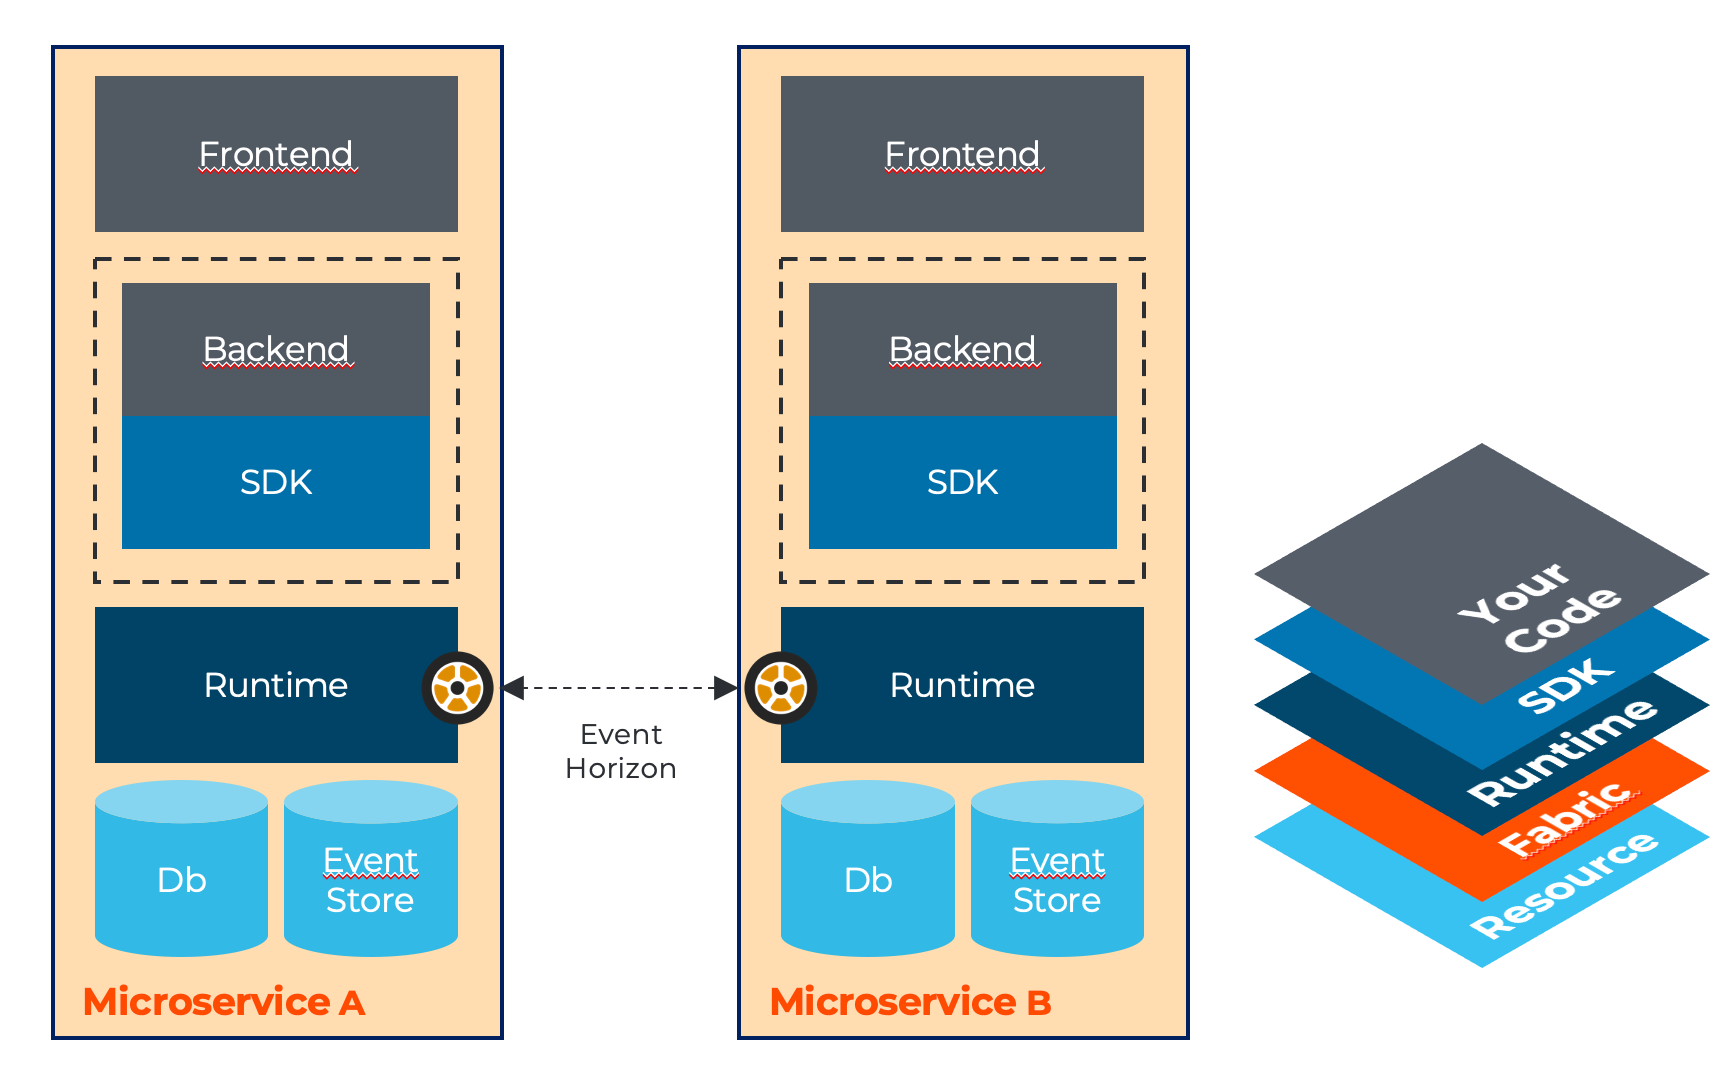 Frontend
Backend
SDK
Runtime
Db
Event
Store
Microservice A
Event
Horizon
Frontend
Backend
SDK
Runtime
Db
Event
Store
Microservice B
Your
Code
SDK
Runtime
Fabric
Resource